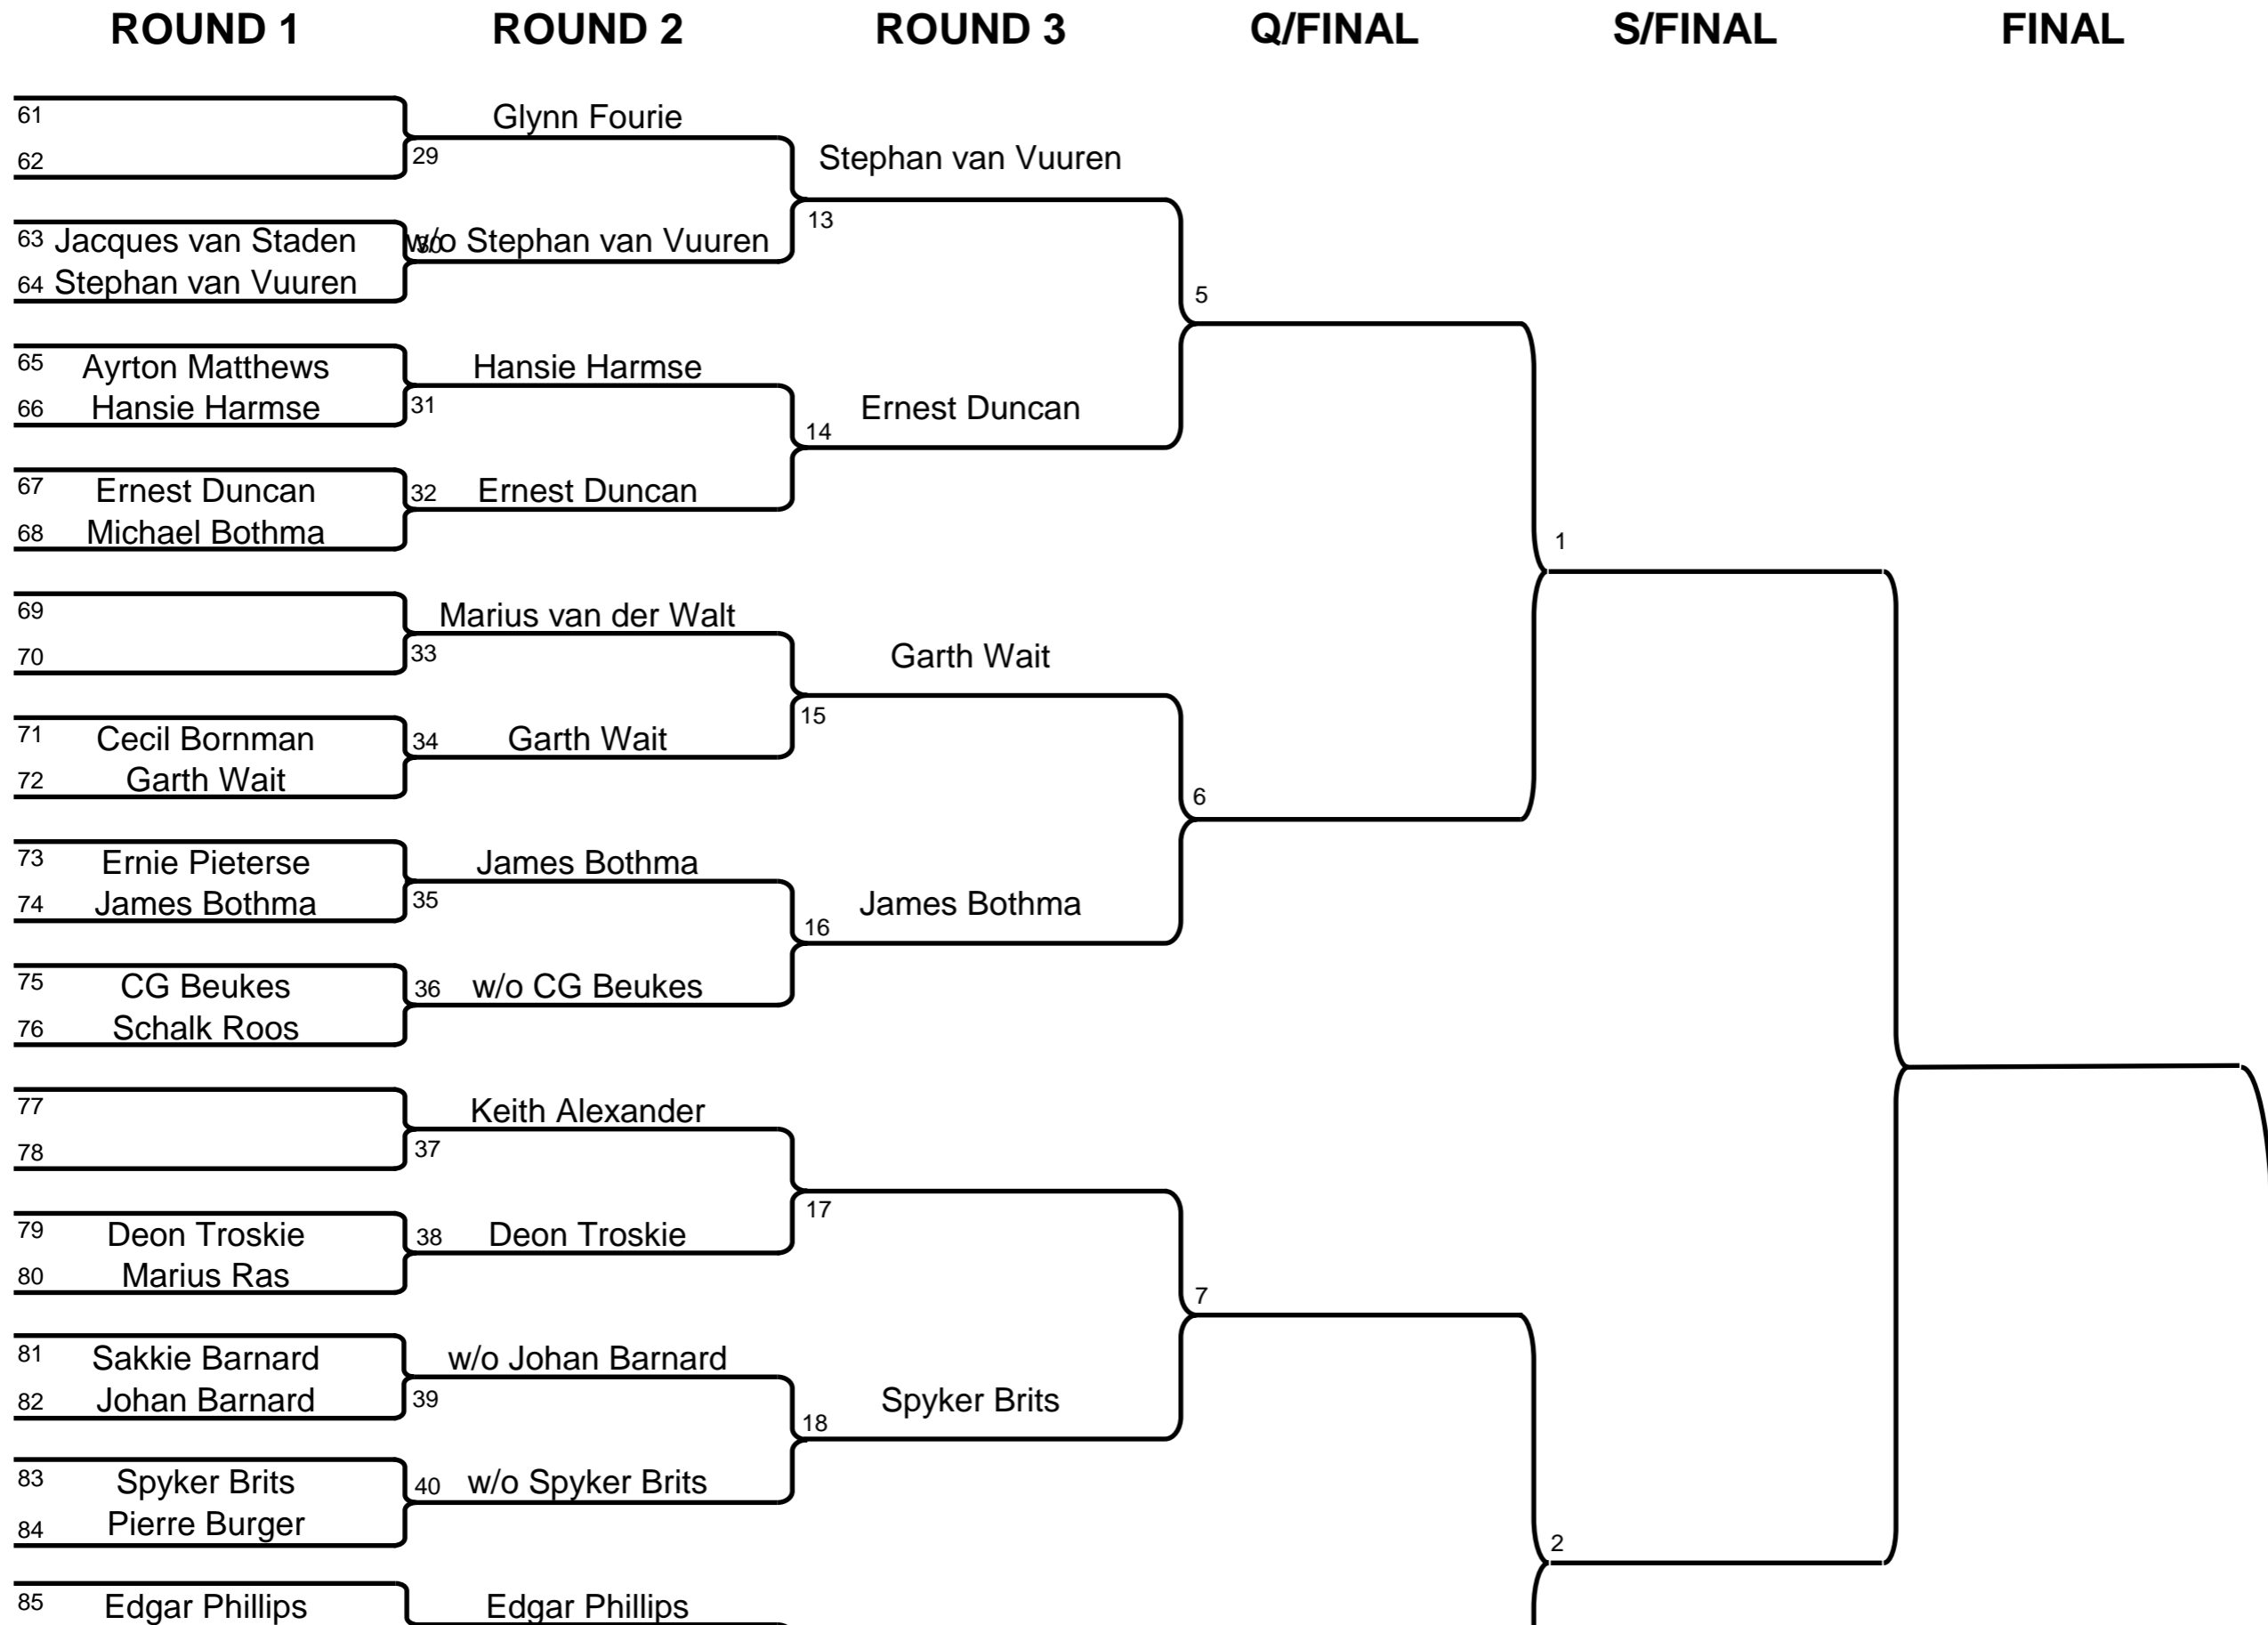 ROUND 1 ROUND 2 ROUND 3 Q/FINAL S/FINAL FINAL
61
Glynn Fourie
62
29
Stephan van Vuuren
13
63 Jacques van Staden
30 w/o Stephan van Vuuren
64 Stephan van Vuuren
5
65 Ayrton Matthews
Hansie Harmse
66 Hansie Harmse
31
Ernest Duncan
14
67 Ernest Duncan
32 Ernest Duncan
68 Michael Bothma
1
69
Marius van der Walt
70
33
Garth Wait
15
71 Cecil Bornman
34 Garth Wait
72 Garth Wait
6
73 Ernie Pieterse
James Bothma
74 James Bothma
35
James Bothma
16
75 CG Beukes
36 w/o CG Beukes
76 Schalk Roos
77
Keith Alexander
78
37
17
79 Deon Troskie
38 Deon Troskie
80 Marius Ras
7
81 Sakkie Barnard
w/o Johan Barnard
82 Johan Barnard
39
Spyker Brits
18
83 Spyker Brits
40 w/o Spyker Brits
84 Pierre Burger
2
85 Edgar Phillips
Edgar Phillips